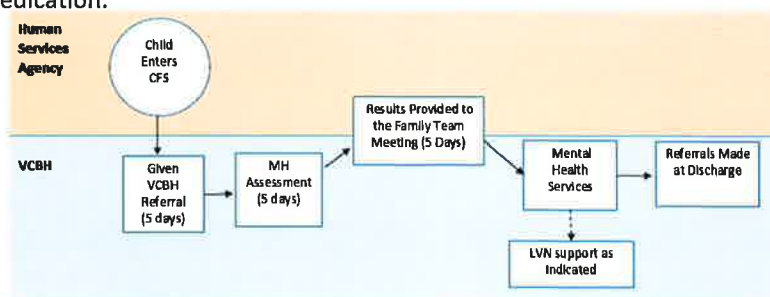 edication.
Human
Services
Agency
Child
Enters
CFS
Results Provided to
the Family Team
Meeting (5 Days)
VCBH
Given
VCBH
Referral
(5 days)
MH
Assessment
(5 days)
Mental
Health
Services
Referrals Made
at Discharge
LVN support as
Indicated